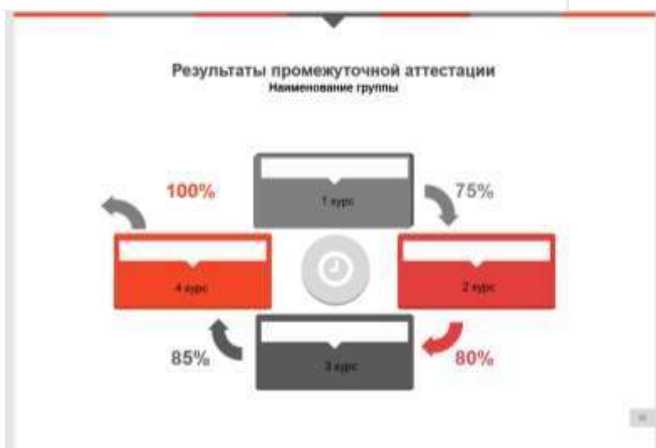 Результаты промежуточной аттестации
Наименование группы
1 курс
75%
2 курс
80%
3 курс
85%
4 курс
100%